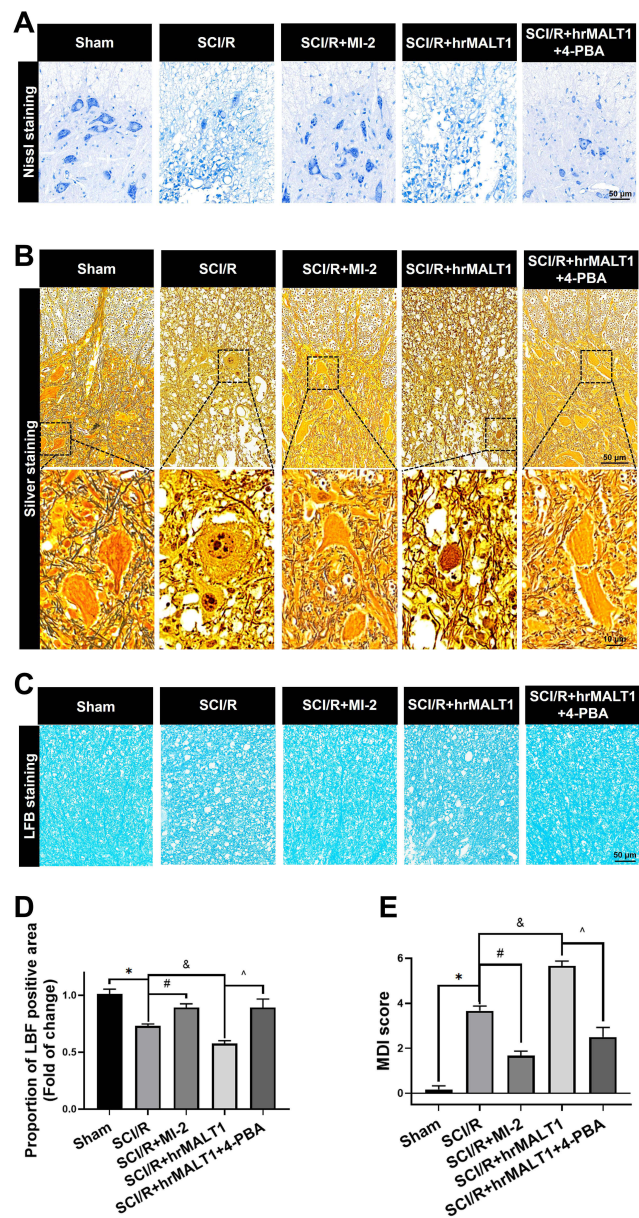 A
Sham
SCI/R
SCI/R+MI-2
SCI/R+hrMALT1
SCI/R+hrMALT1
+4-PBA
Nissl staining
50 μm
B
Sham
SCI/R
SCI/R+MI-2
SCI/R+hrMALT1
SCI/R+hrMALT1
+4-PBA
Silver staining
50 μm
10 μm
C
Sham
SCI/R
SCI/R+MI-2
SCI/R+hrMALT1
SCI/R+hrMALT1
+4-PBA
LFB staining
50 μm
D
Proportion of LBF positive area
(Fold of change)
1.0
0.5
0.0
*
#
&
^
Sham
SCI/R
SCI/R+MI-2
SCI/R+hrMALT1
SCI/R+hrMALT1+4-PBA
E
MDI score
6
4
2
0
*
#
&
^
Sham
SCI/R
SCI/R+MI-2
SCI/R+hrMALT1
SCI/R+hrMALT1+4-PBA